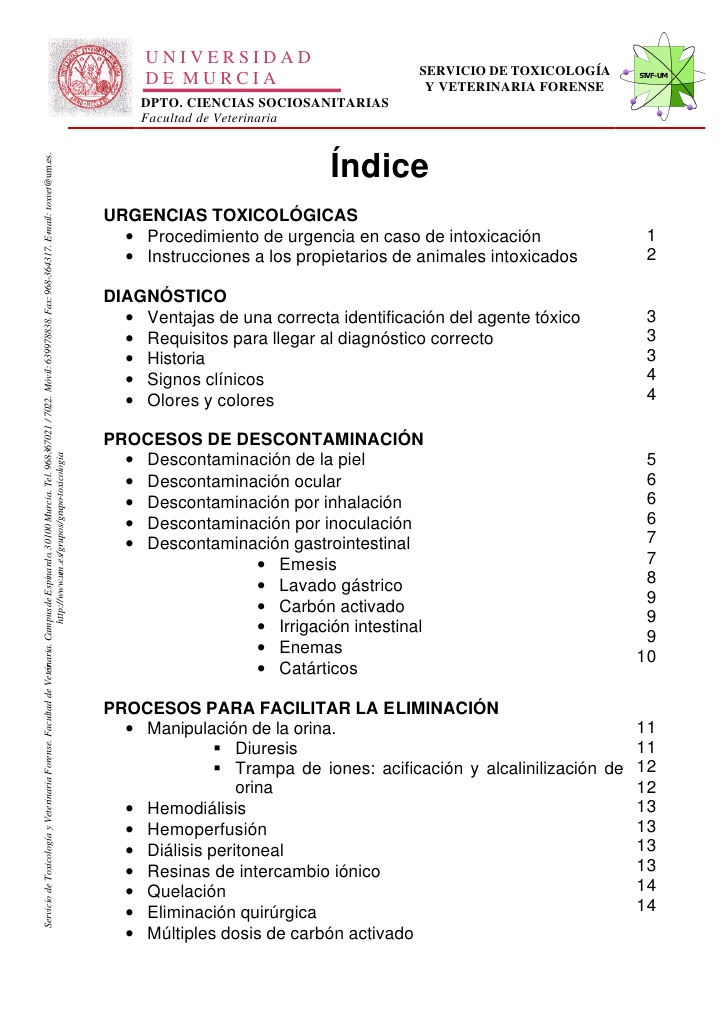 UNIVERSIDAD
DE MURCIA
DPTO. CIENCIAS SOCIOSANITARIAS
Facultad de Veterinaria
SERVICIO DE TOXICOLOGÍA
Y VETERINARIA FORENSE
STVF-UM
Índice
URGENCIAS TOXICOLÓGICAS
• Procedimiento de urgencia en caso de intoxicación 1
• Instrucciones a los propietarios de animales intoxicados 2
DIAGNÓSTICO
• Ventajas de una correcta identificación del agente tóxico 3
• Requisitos para llegar al diagnóstico correcto 3
• Historia 3
• Signos clínicos 4
• Olores y colores 4
PROCESOS DE DESCONTAMINACIÓN
• Descontaminación de la piel 5
• Descontaminación ocular 6
• Descontaminación por inhalación 6
• Descontaminación por inoculación 6
• Descontaminación gastrointestinal 7
• Emesis 7
• Lavado gástrico 8
• Carbón activado 9
• Irrigación intestinal 9
• Enemas 9
• Catárticos 10
PROCESOS PARA FACILITAR LA ELIMINACIÓN
• Manipulación de la orina. 11
▪ Diuresis 11
▪ Trampa de iones: acificación y alcalinilización de 12
orina 12
• Hemodiálisis 13
• Hemoperfusión 13
• Diálisis peritoneal 13
• Resinas de intercambio iónico 13
• Quelación 14
• Eliminación quirúrgica 14
• Múltiples dosis de carbón activado
Servicio de Toxicología y Veterinaria Forense. Facultad de Veterinaria. Campus de Espinardo, 30100 Murcia. Tel. 968367021 / 7022. Móvil: 639978838. Fax: 968-364317. E-mail: toxvet@um.es.
http://www.um.es/grupos/grupo-toxicologia